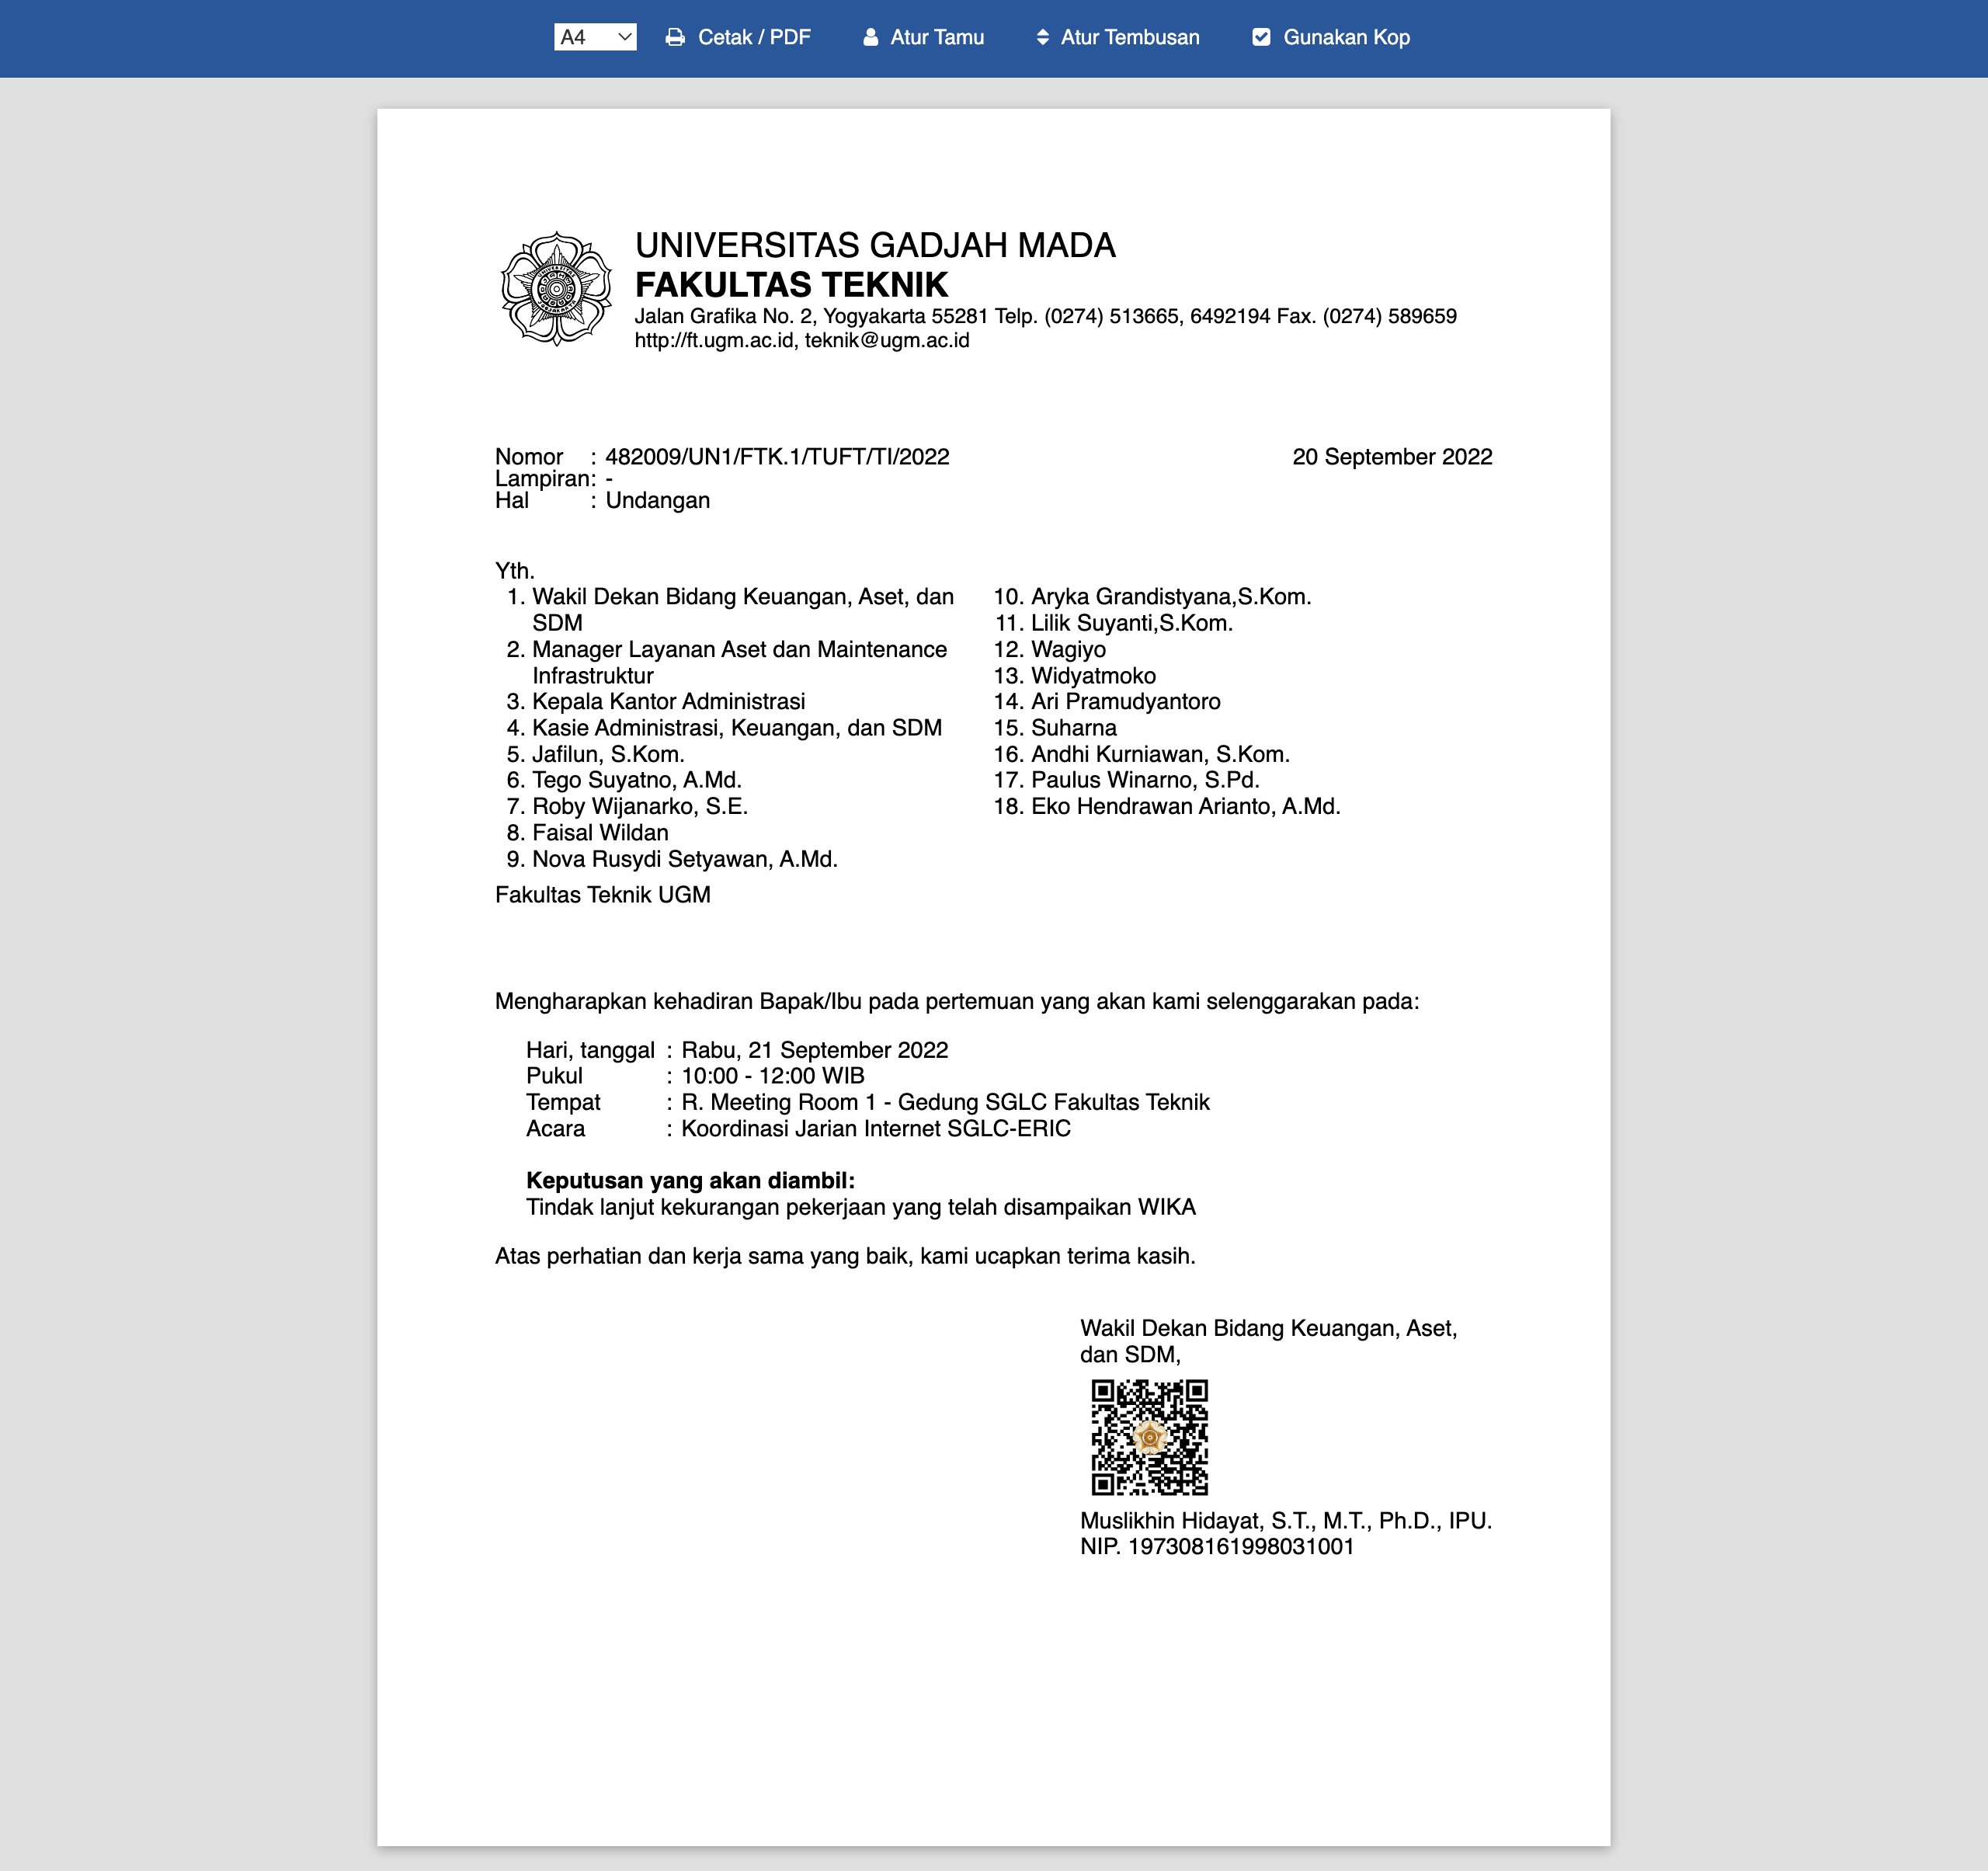 A4 Cetak / PDF Atur Tamu Atur Tembusan Gunakan Kop
UNIVERSITAS GADJAH MADA
FAKULTAS TEKNIK
Jalan Grafika No. 2, Yogyakarta 55281 Telp. (0274) 513665, 6492194 Fax. (0274) 589659
http://ft.ugm.ac.id, teknik@ugm.ac.id
Nomor : 482009/UN1/FTK.1/TUFT/TI/2022 20 September 2022
Lampiran: -
Hal : Undangan
Yth.
1. Wakil Dekan Bidang Keuangan, Aset, dan
SDM
2. Manager Layanan Aset dan Maintenance
Infrastruktur
3. Kepala Kantor Administrasi
4. Kasie Administrasi, Keuangan, dan SDM
5. Jafilun, S.Kom.
6. Tego Suyatno, A.Md.
7. Roby Wijanarko, S.E.
8. Faisal Wildan
9. Nova Rusydi Setyawan, A.Md.
10. Aryka Grandistyana,S.Kom.
11. Lilik Suyanti,S.Kom.
12. Wagiyo
13. Widyatmoko
14. Ari Pramudyantoro
15. Suharna
16. Andhi Kurniawan, S.Kom.
17. Paulus Winarno, S.Pd.
18. Eko Hendrawan Arianto, A.Md.
Fakultas Teknik UGM
Mengharapkan kehadiran Bapak/Ibu pada pertemuan yang akan kami selenggarakan pada:
Hari, tanggal : Rabu, 21 September 2022
Pukul : 10:00 - 12:00 WIB
Tempat : R. Meeting Room 1 - Gedung SGLC Fakultas Teknik
Acara : Koordinasi Jarian Internet SGLC-ERIC
Keputusan yang akan diambil:
Tindak lanjut kekurangan pekerjaan yang telah disampaikan WIKA
Atas perhatian dan kerja sama yang baik, kami ucapkan terima kasih.
Wakil Dekan Bidang Keuangan, Aset,
dan SDM,
Muslikhin Hidayat, S.T., M.T., Ph.D., IPU.
NIP. 197308161998031001